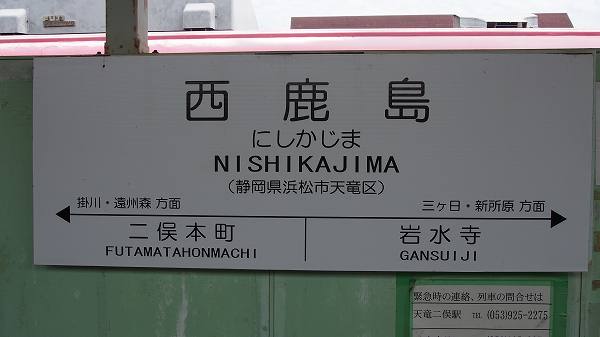 西鹿島
にしかじま
NISHIKAJIMA
(静岡県浜松市天竜区)
掛川・遠州森 方面
三ヶ日・新所原 方面
二俣本町
岩水寺
FUTAMATAHONMACHI
GANSUIJI
緊急時の連絡、列車の問合せは
天竜二俣駅 TEL (053)925-2275